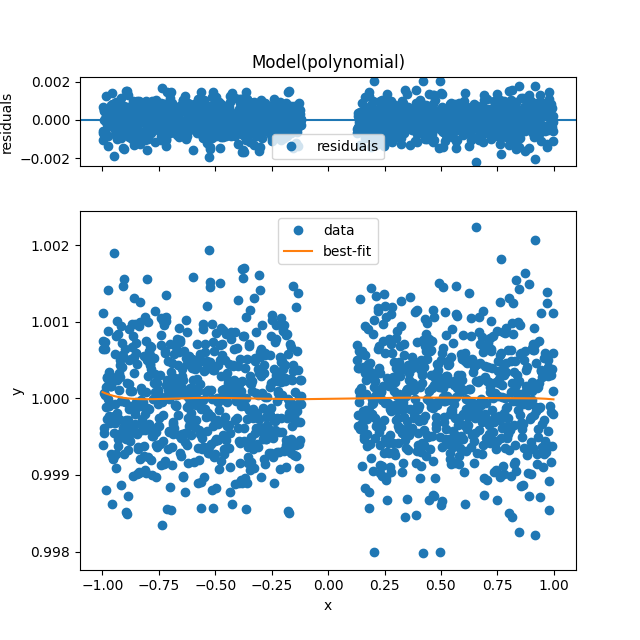 Model(polynomial)
0.002
0.000
−0.002
residuals
residuals
data
best-fit
1.002
1.001
1.000
0.999
0.998
y
−1.00 −0.75 −0.50 −0.25 0.00 0.25 0.50 0.75 1.00
x